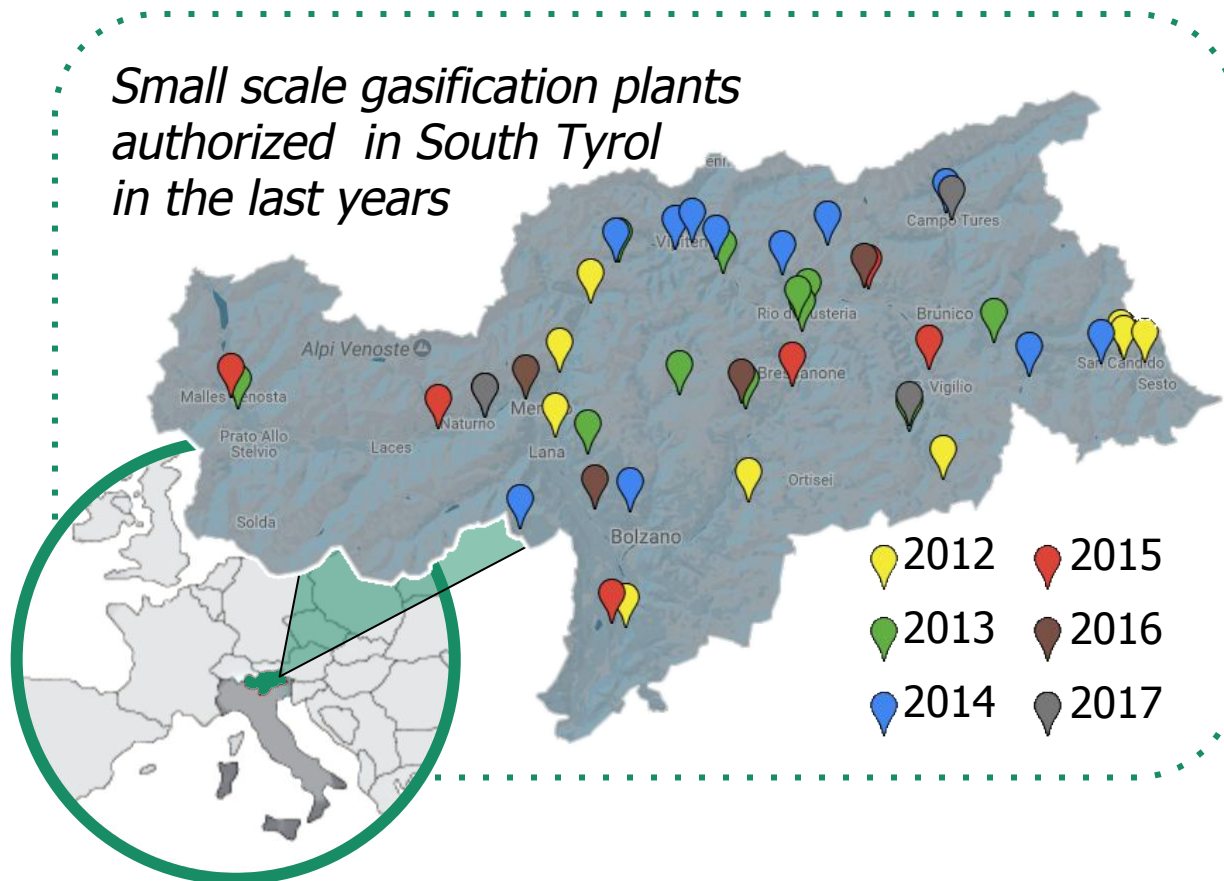 Small scale gasification plants
authorized in South Tyrol
in the last years
Campo Tures
Rio di Pusteria
Brúnico
Alpi Venoste
Bressanone
San Candido
Malles Venosta
S. Vigilio
Sesto
Naturno
Prato Allo
Stelvio
Laces
Lana
Ortisei
Solda
Bolzano
2012
2015
2013
2016
2014
2017